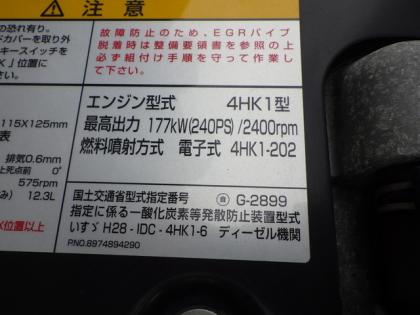 注意
の恐れ有り。
ドカバーを取り外
キースイッチを
K」位置に
い。
故障防止のため、EGRパイプ
脱着時は整備要領書を参照の上
必ず組付け手順を守って作業し
て下さい。
エンジン型式 4HK1型
最高出力 177kW(240PS)/2400rpm
燃料噴射方式 電子式 4HK1-202
115X125mm
表
排気0.6mm
上死点前 0°
575rpm
み) 12.3L
K位置以上
国土交通省型式指定番号 G-2899
指定に係る一酸化炭素等発散防止装置型式
いすゞ H28-IDC-4HK1-6 ディーゼル機関
P.NO.8974894290